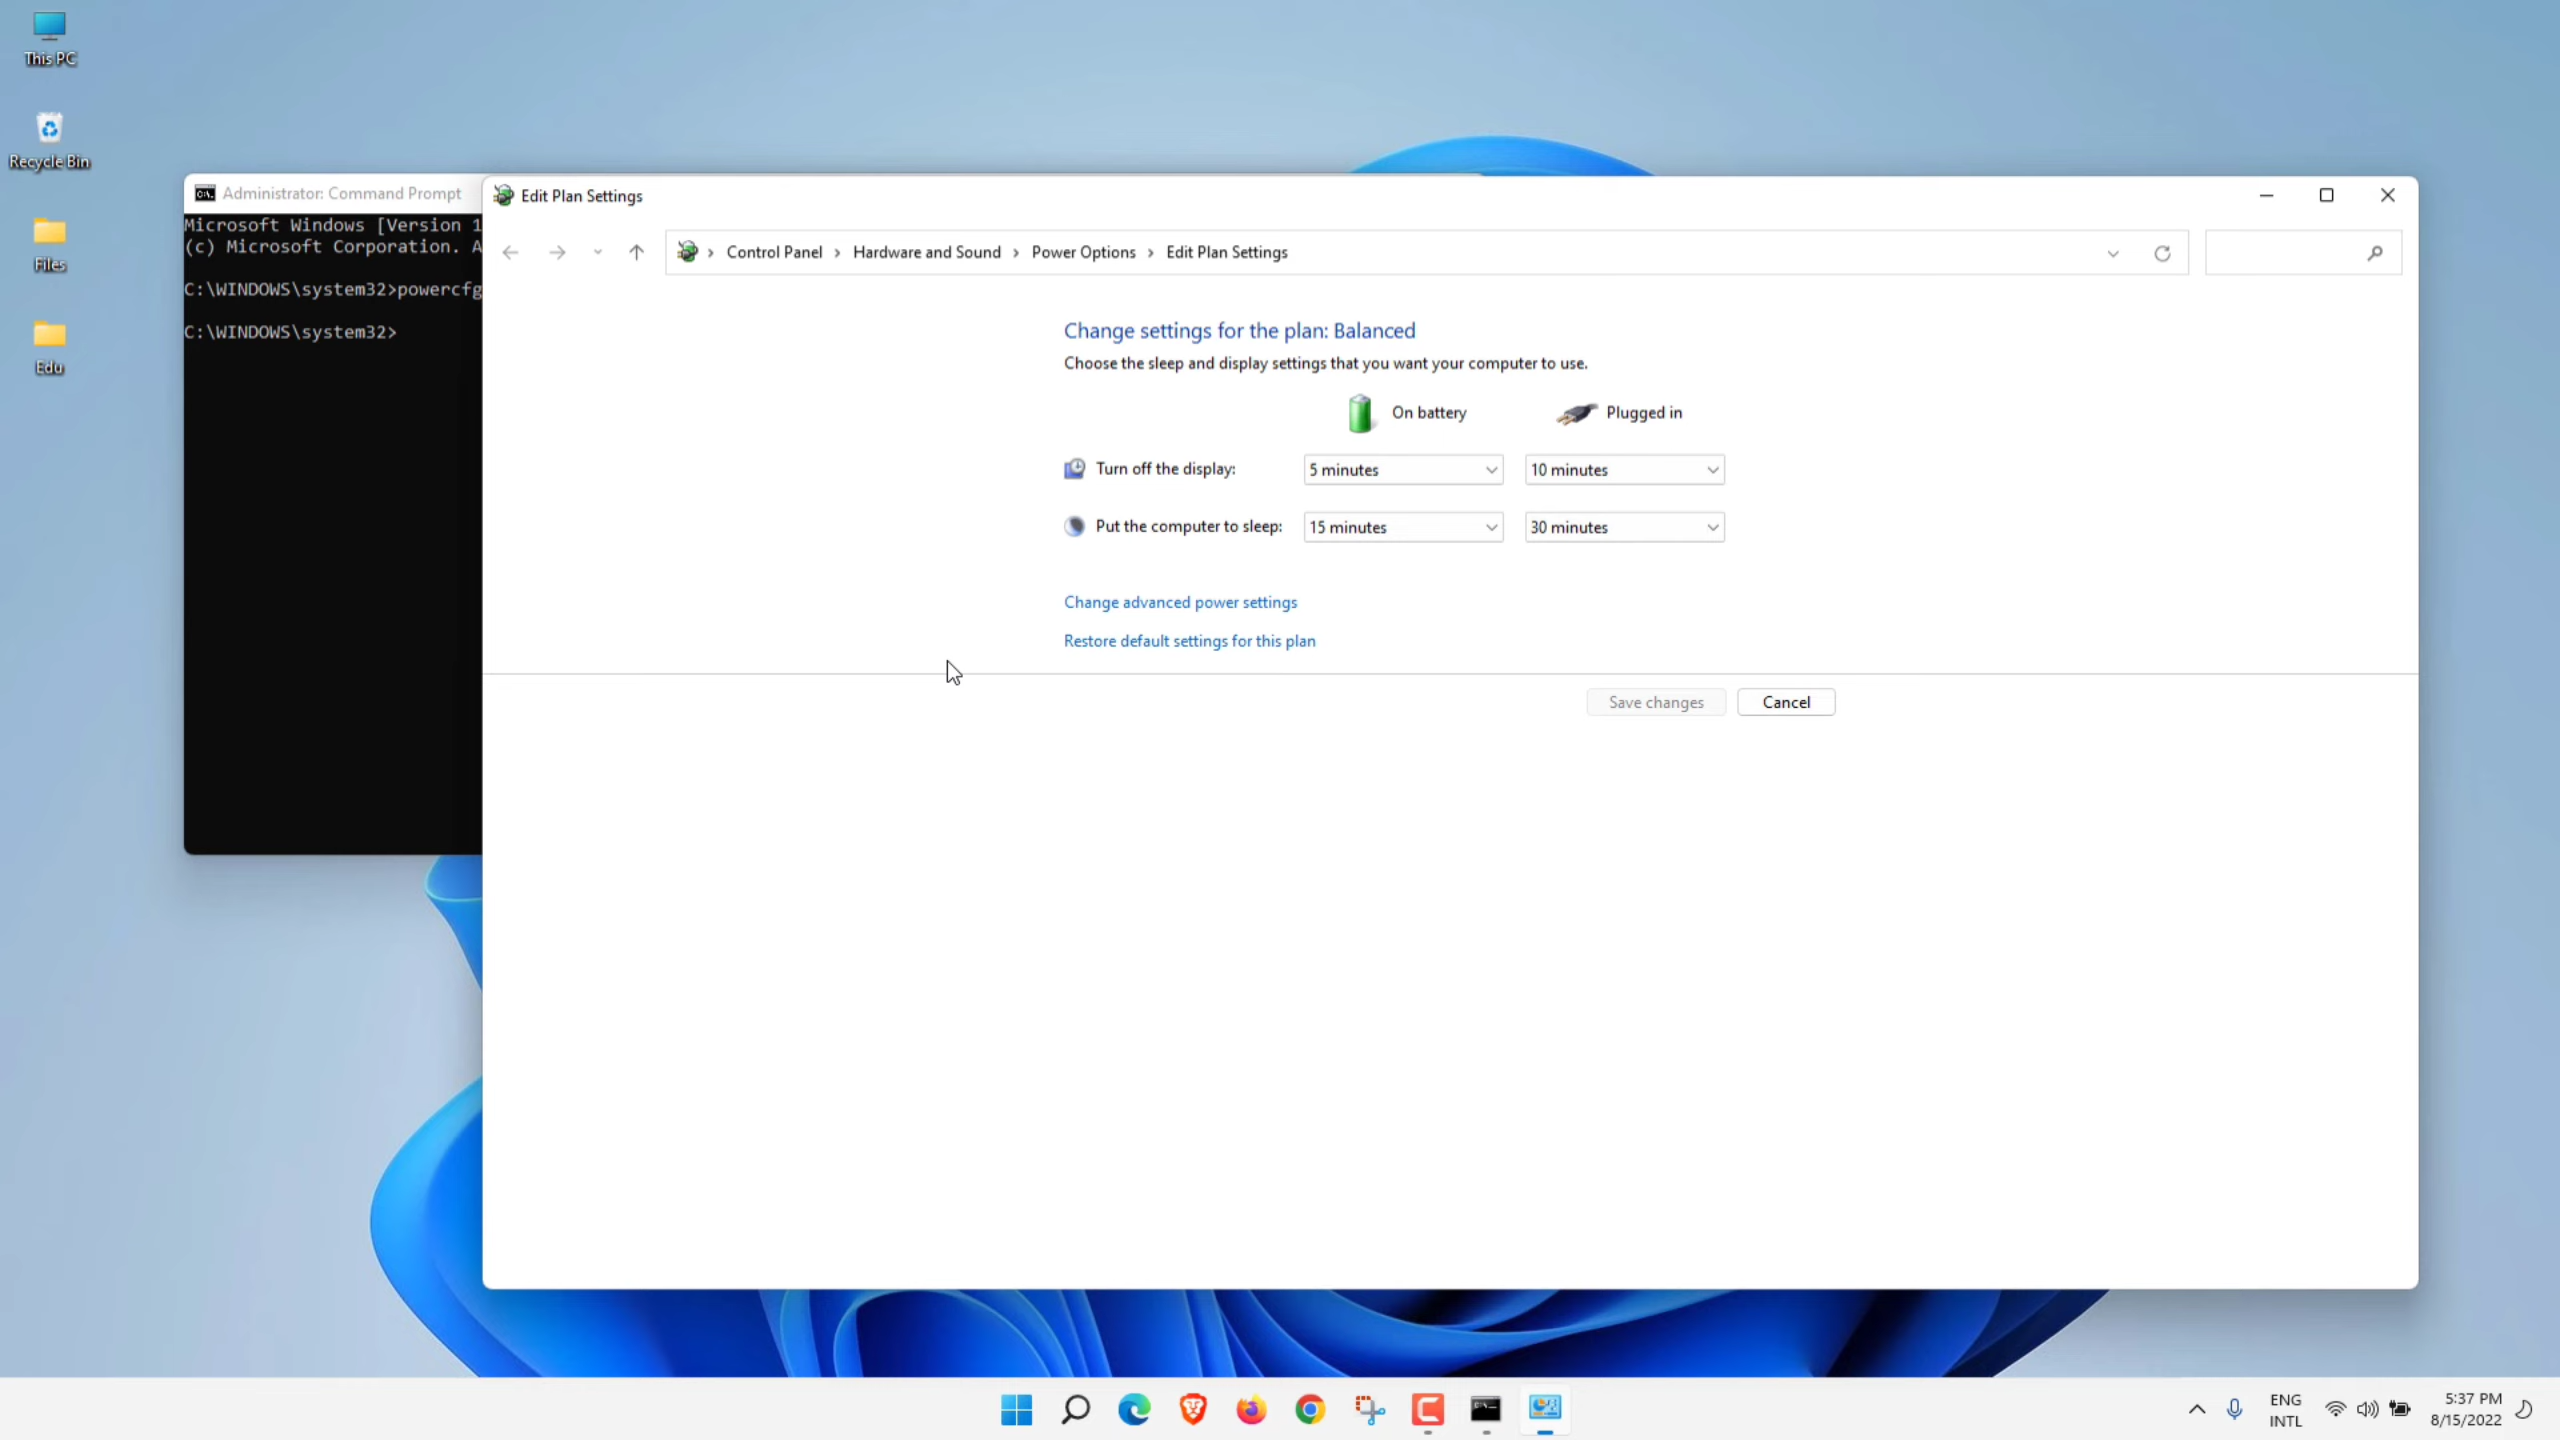 This PC
Recycle Bin
Files
Edu
Administrator: Command Prompt
Microsoft Windows [Version 1
(c) Microsoft Corporation. A
C:\WINDOWS\system32>powercfg
C:\WINDOWS\system32>
Edit Plan Settings
Control Panel > Hardware and Sound > Power Options > Edit Plan Settings
Change settings for the plan: Balanced
Choose the sleep and display settings that you want your computer to use.
On battery
Plugged in
Turn off the display:
5 minutes
10 minutes
Put the computer to sleep:
15 minutes
30 minutes
Change advanced power settings
Restore default settings for this plan
Save changes
Cancel
ENG
INTL
5:37 PM
8/15/2022